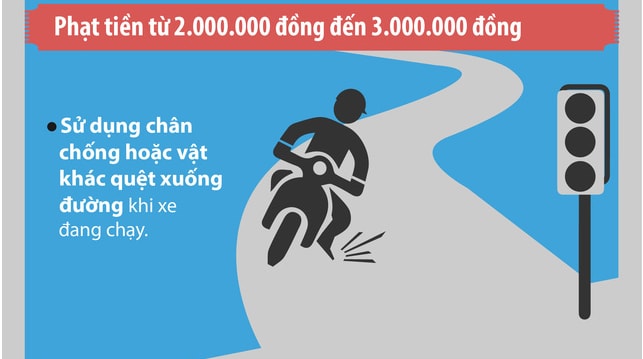 Phạt tiền từ 2.000.000 đồng đến 3.000.000 đồng
● Sử dụng chân
chống hoặc vật
khác quệt xuống
đường khi xe
đang chạy.